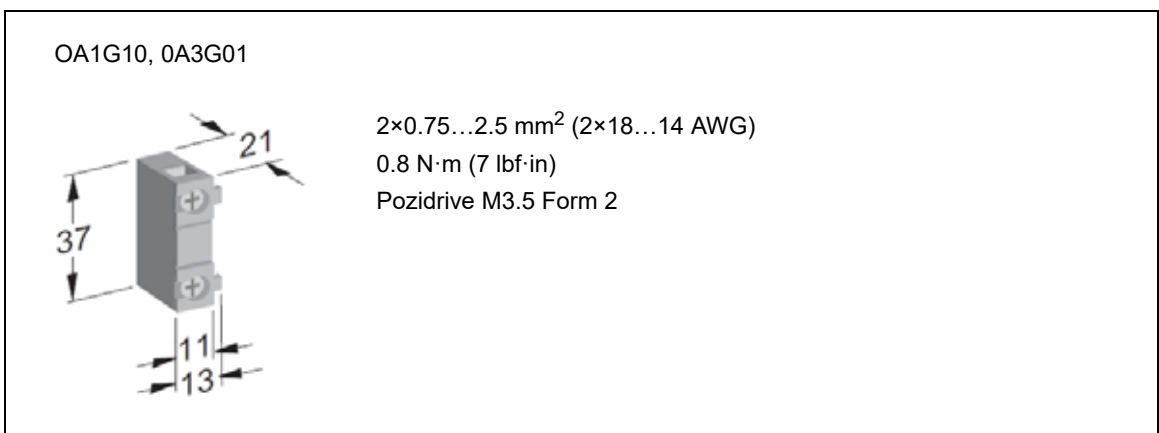 OA1G10, 0A3G01
2×0.75…2.5 mm2 (2×18…14 AWG)
0.8 N·m (7 lbf·in)
Pozidrive M3.5 Form 2
21
37
11
13